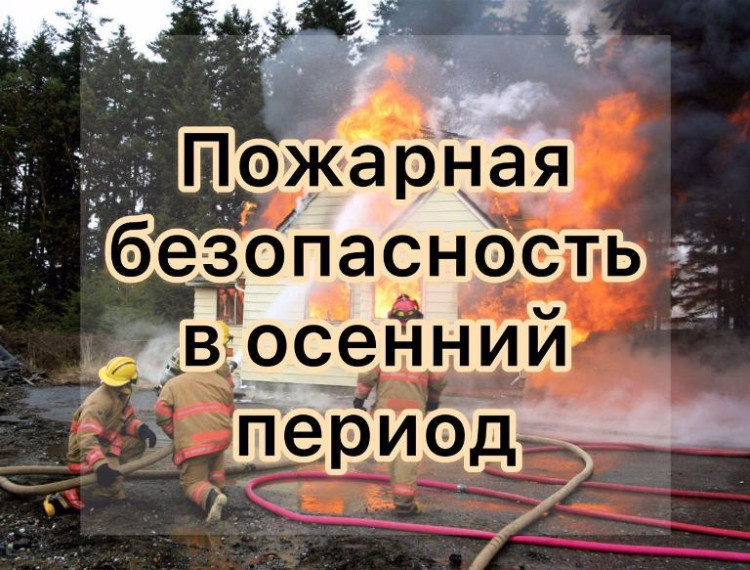 Пожарная
безопасность
в осенний
период